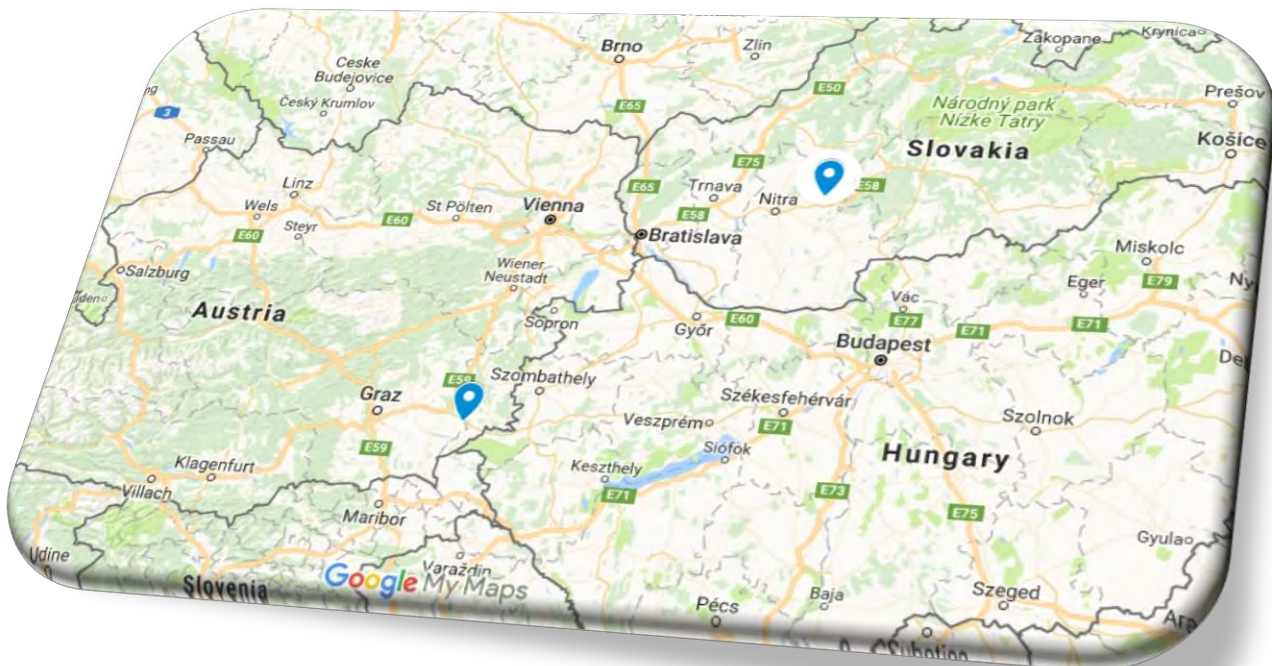 Brno
Zlin
Zakopane
Krynica
Ceske
Budejovice
Český Krumlov
E65
E50
Prešov
Národný park
Nízke Tatry
Košice
3
Passau
Slovakia
E75
E65
Trnava
E58
Nitra
E58
Linz
Wels
E60
St Pölten
Vienna
Steyr
E60
Bratislava
Miskolc
Salzburg
Wiener
Neustadt
Eger
E79
Vác
Austria
Sopron
Győr
E60
E77
E71
E71
Budapest
E59
Szombathely
Graz
Székesfehérvár
Veszprém
E71
Szolnok
E59
Siófok
Hungary
Klagenfurt
Keszthely
E71
Villach
E73
Maribor
E75
Gyula
Udine
Varaždin
Slovenia
Google My Maps
Pécs
Baja
Szeged